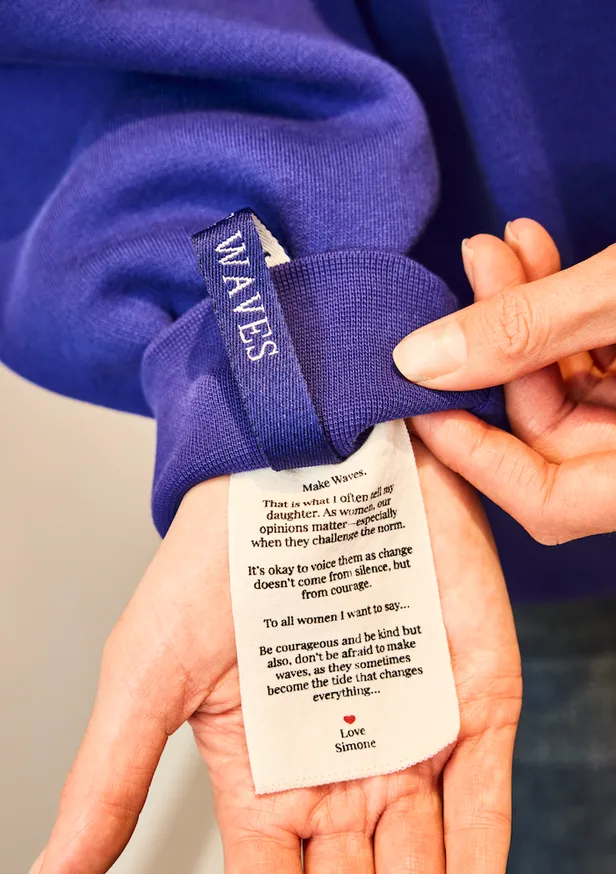 WAVES
Make Waves.
That is what I often tell my
daughter. As women, our
opinions matter—especially
when they challenge the norm.
It's okay to voice them as change
doesn't come from silence, but
from courage.
To all women I want to say...
Be courageous and be kind but
also, don't be afraid to make
waves, as they sometimes
become the tide that changes
everything...
Love
Simone